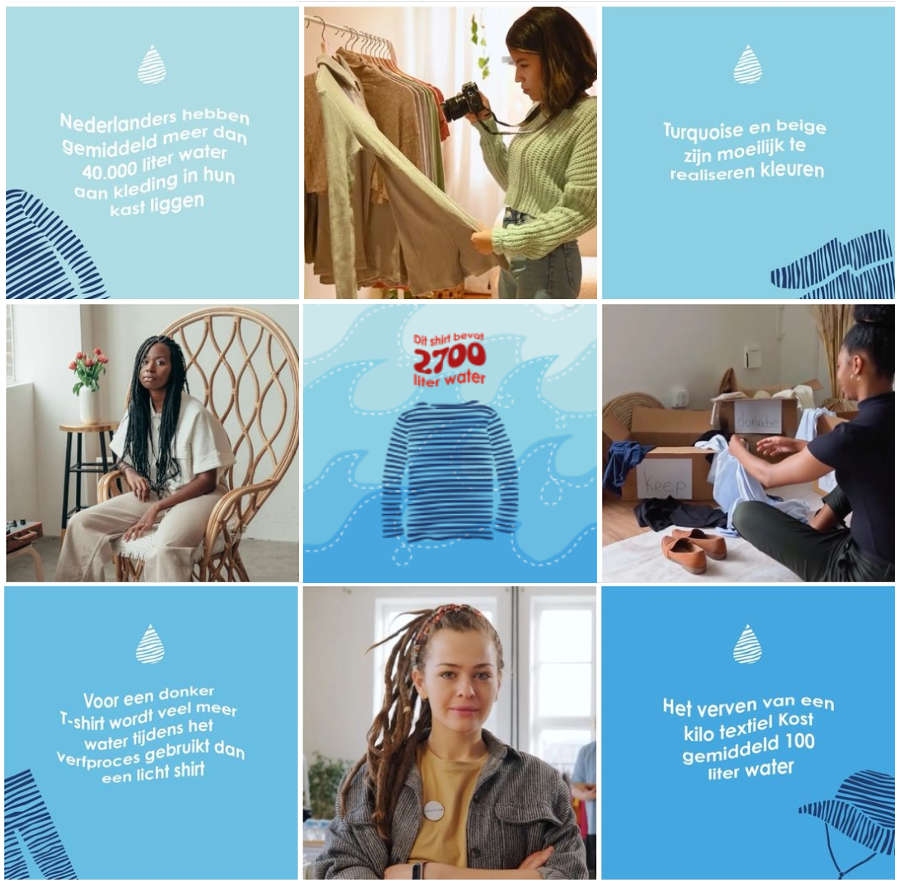 Nederlanders hebben
gemiddeld meer dan
40.000 liter water
aan kleding in hun
kast liggen
Turquoise en beige
zijn moeilijk te
realiseren kleuren
Dit shirt bevat
2700
liter water
donate
Keep
Voor een donker
T-shirt wordt veel meer
water tijdens het
verfproces gebruikt dan
een licht shirt
Het verven van een
kilo textiel Kost
gemiddeld 100
liter water